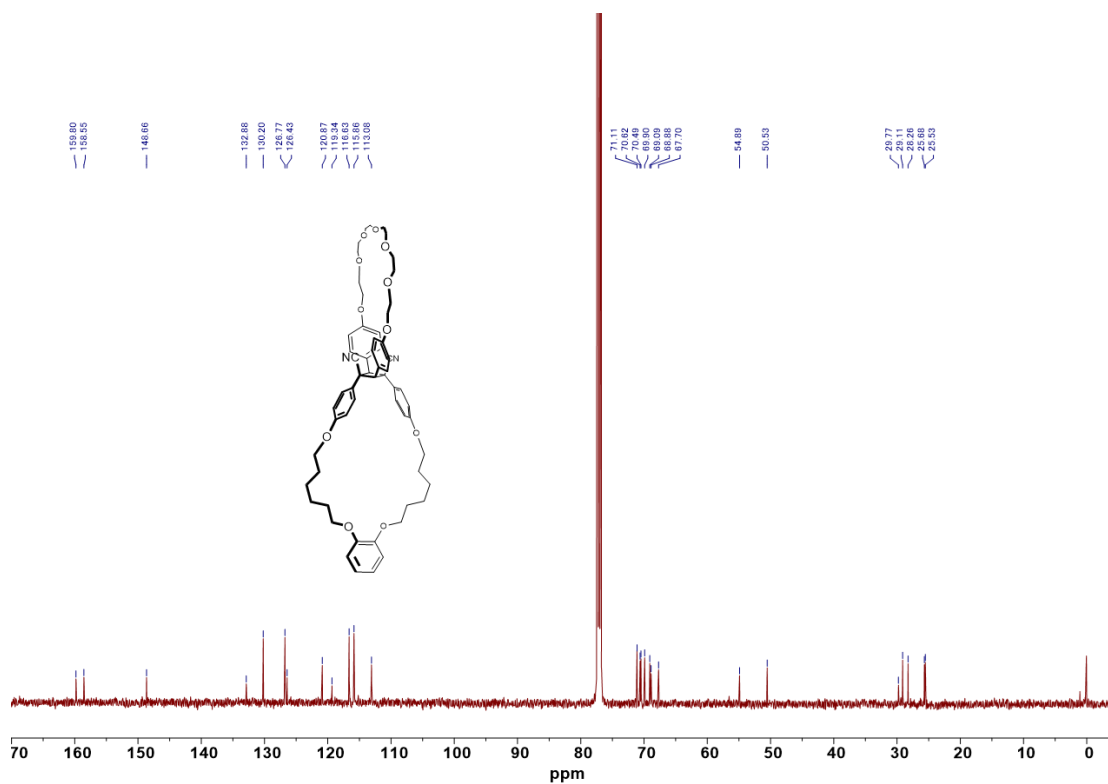 159.80
158.55
148.66
132.88
130.20
126.77
126.43
120.87
119.34
116.63
115.86
113.08
71.11
70.62
70.49
69.90
69.09
68.88
67.70
54.89
50.53
29.77
29.11
28.26
25.68
25.53
O O
O
O
O
O
O
NC CN
O O
O O
70 160 150 140 130 120 110 100 90 80 70 60 50 40 30 20 10 0
ppm